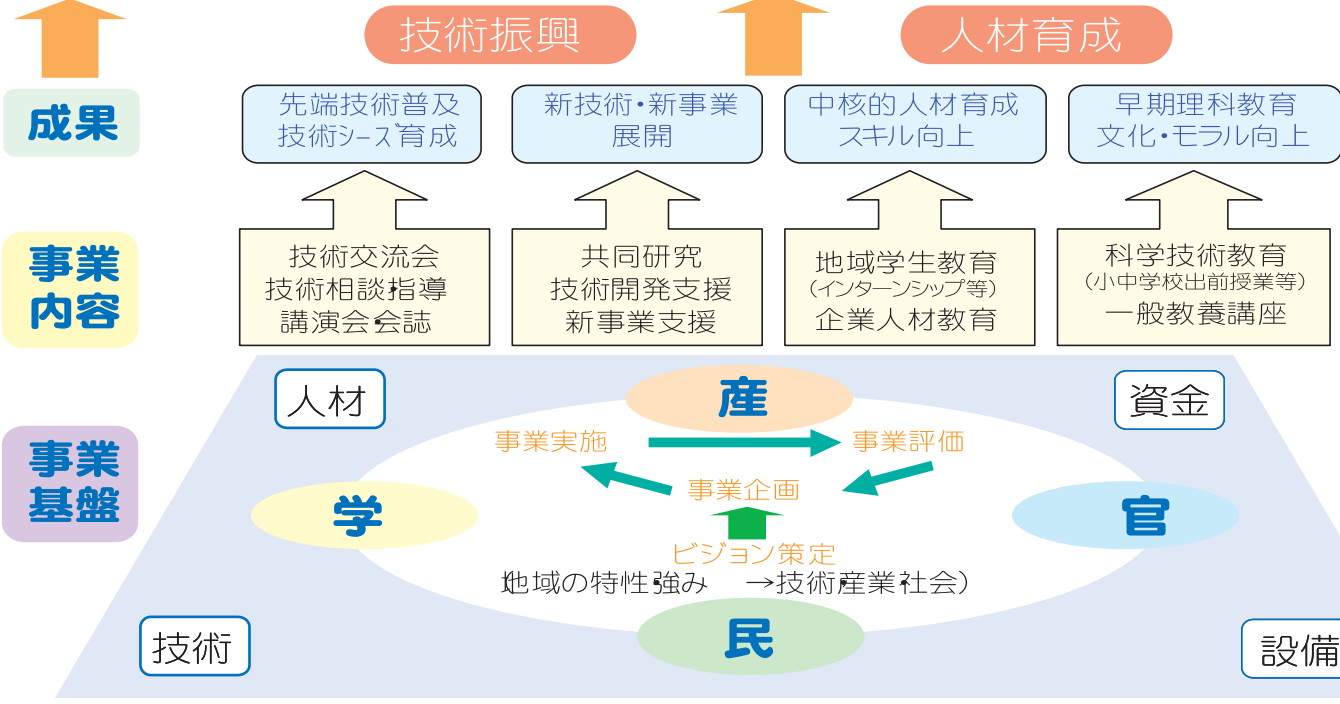 技術振興
人材育成
成果
先端技術普及
技術シーズ育成
新技術・新事業
展開
中核的人材育成
スキル向上
早期理科教育
文化・モラル向上
事業
内容
技術交流会
技術相談・指導
講演会・会誌
共同研究
技術開発支援
新事業支援
地域学生教育
(インターンシップ等)
企業人材教育
科学技術教育
(小中学校出前授業等)
一般教養講座
人材
産
資金
事業実施
事業評価
事業
基盤
事業企画
学
官
ビジョン策定
(地域の特性・強み →技術・産業・社会)
民
技術
設備